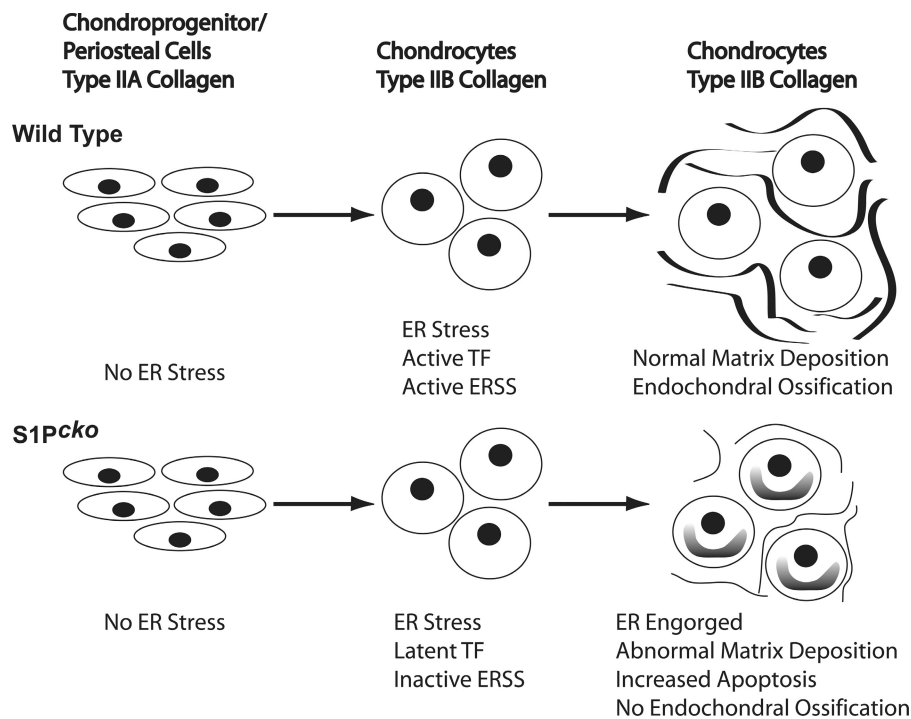 Chondroprogenitor/
Periosteal Cells
Type IIA Collagen
Chondrocytes
Type IIB Collagen
Chondrocytes
Type IIB Collagen
Wild Type
No ER Stress
ER Stress
Active TF
Active ERSS
Normal Matrix Deposition
Endochondral Ossification
S1Pcko
No ER Stress
ER Stress
Latent TF
Inactive ERSS
ER Engorged
Abnormal Matrix Deposition
Increased Apoptosis
No Endochondral Ossification